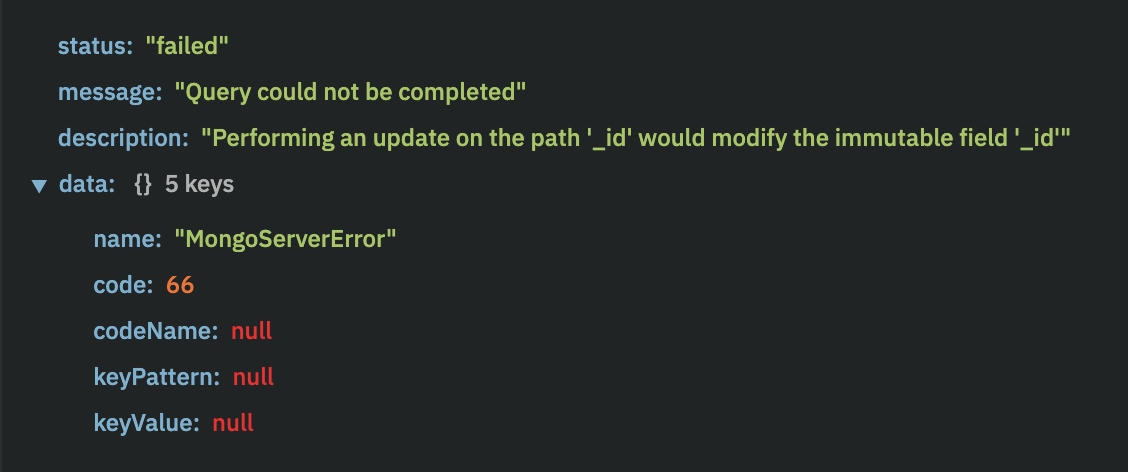 status: "failed"
message: "Query could not be completed"
description: "Performing an update on the path '_id' would modify the immutable field '_id'"
data: {} 5 keys
name: "MongoServerError"
code: 66
codeName: null
keyPattern: null
keyValue: null